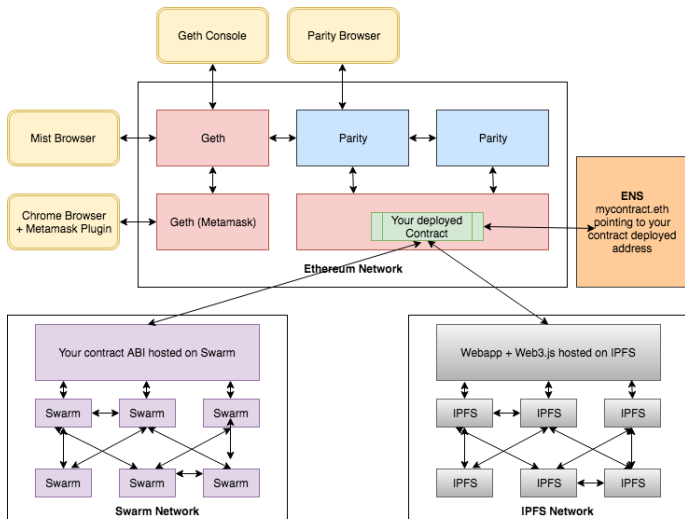 Geth Console
Parity Browser
Mist Browser
Geth
Parity
Parity
Chrome Browser
+ Metamask Plugin
Geth (Metamask)
Your deployed
Contract
ENS
mycontract.eth
pointing to your
contract deployed
address
Ethereum Network
Your contract ABI hosted on Swarm
Webapp + Web3.js hosted on IPFS
Swarm
Swarm
Swarm
IPFS
IPFS
IPFS
Swarm
Swarm
Swarm
IPFS
IPFS
IPFS
Swarm Network
IPFS Network